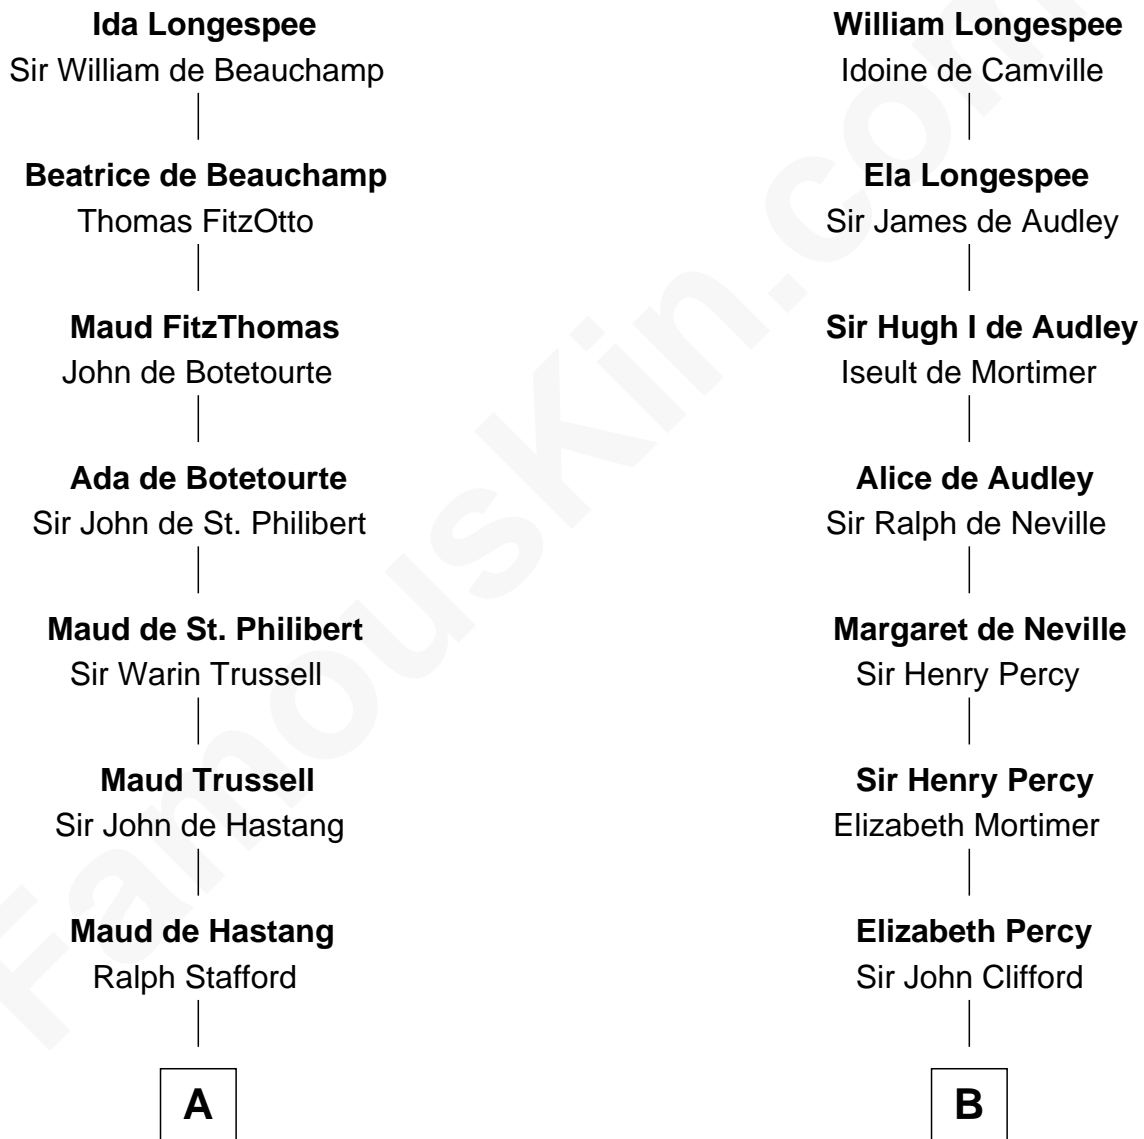 Ida Longespee
Sir William de Beauchamp
Beatrice de Beauchamp
Thomas FitzOtto
Maud FitzThomas
John de Botetourte
Ada de Botetourte
Sir John de St. Philibert
Maud de St. Philibert
Sir Warin Trussell
Maud Trussell
Sir John de Hastang
Maud de Hastang
Ralph Stafford
A
William Longespee
Idoine de Camville
Ela Longespee
Sir James de Audley
Sir Hugh I de Audley
Iseult de Mortimer
Alice de Audley
Sir Ralph de Neville
Margaret de Neville
Sir Henry Percy
Sir Henry Percy
Elizabeth Mortimer
Elizabeth Percy
Sir John Clifford
B
FamousKin.com